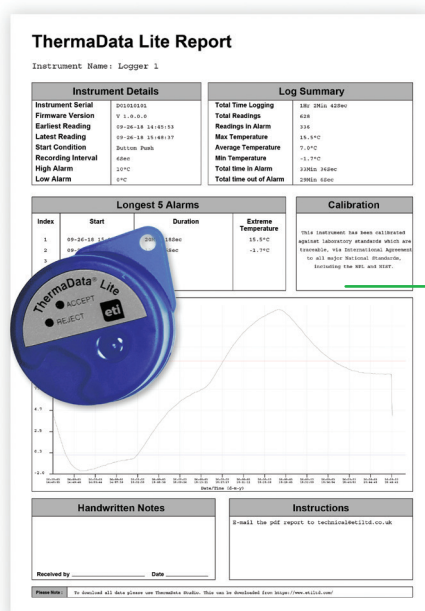 ThermaData Lite Report
Instrument Name: Logger 1
Instrument Details
Instrument Serial D01010101
Firmware Version V 1.0.0.0
Earliest Reading 09-26-18 14:45:53
Latest Reading 09-26-18 15:48:37
Start Condition Button Push
Recording Interval 6Sec
High Alarm 10°C
Low Alarm 0°C
Log Summary
Total Time Logging 1Hr 2Min 42Sec
Total Readings 628
Readings in Alarm 336
Max Temperature 15.5°C
Average Temperature 7.0°C
Min Temperature -1.7°C
Total time in Alarm 33Min 36Sec
Total time out of Alarm 29Min 6Sec
Longest 5 Alarms
Index Start Duration Extreme Temperature
1 09-26-18 18Sec 15.5°C
2 -1.7°C
3
Calibration
This instrument has been calibrated
against laboratory standards which are
traceable, via International Agreement
to all major National Standards,
including the NPL and NIST.
ThermaData® Lite
ACCEPT
REJECT
eti
Date/Time (d-m-y)
Handwritten Notes
Received by Date
Instructions
E-mail the pdf report to technical@etiltd.co.uk
Please Note : To download all data please use ThermaData Studio. This can be downloaded from https://www.etiltd.com/